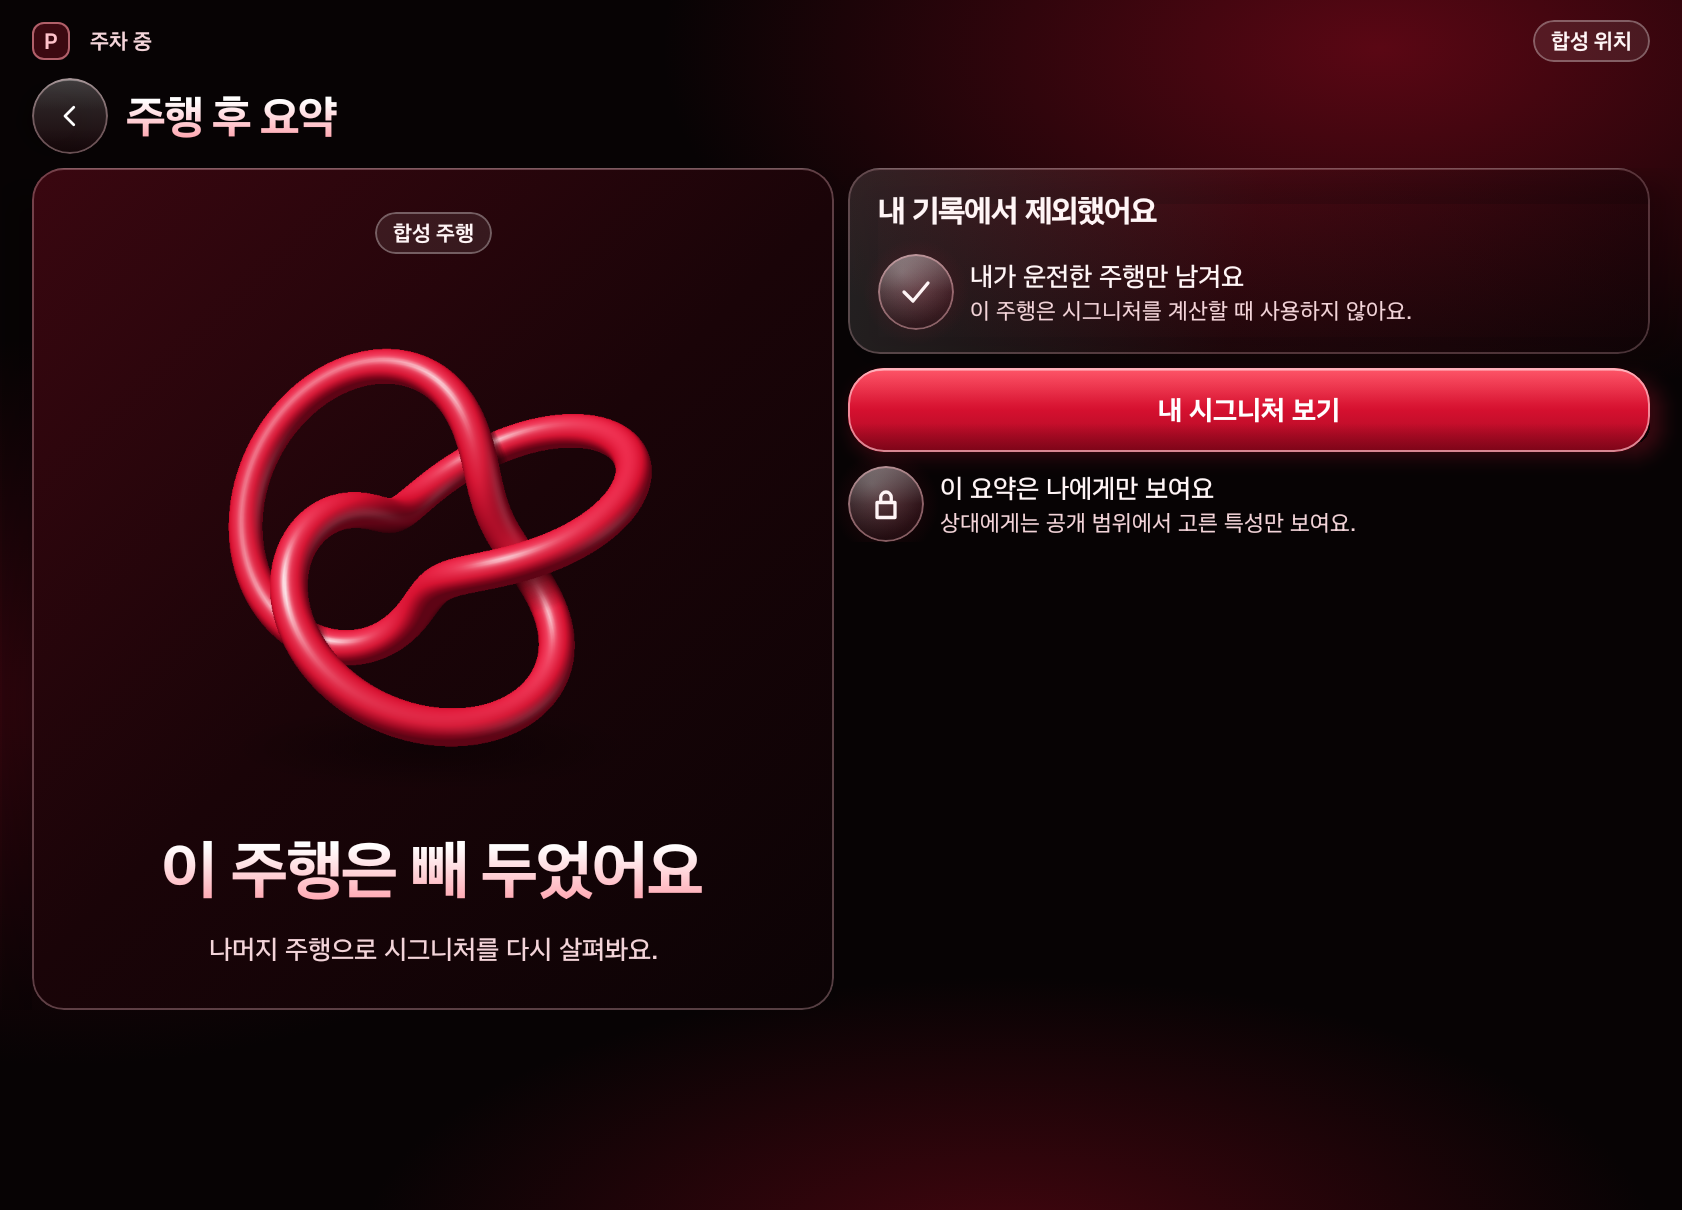 P 주차 중
합성 위치
주행 후 요약
합성 주행
이 주행은 빼 두었어요
나머지 주행으로 시그니처를 다시 살펴봐요.
내 기록에서 제외했어요
내가 운전한 주행만 남겨요
이 주행은 시그니처를 계산할 때 사용하지 않아요.
내 시그니처 보기
이 요약은 나에게만 보여요
상대에게는 공개 범위에서 고른 특성만 보여요.